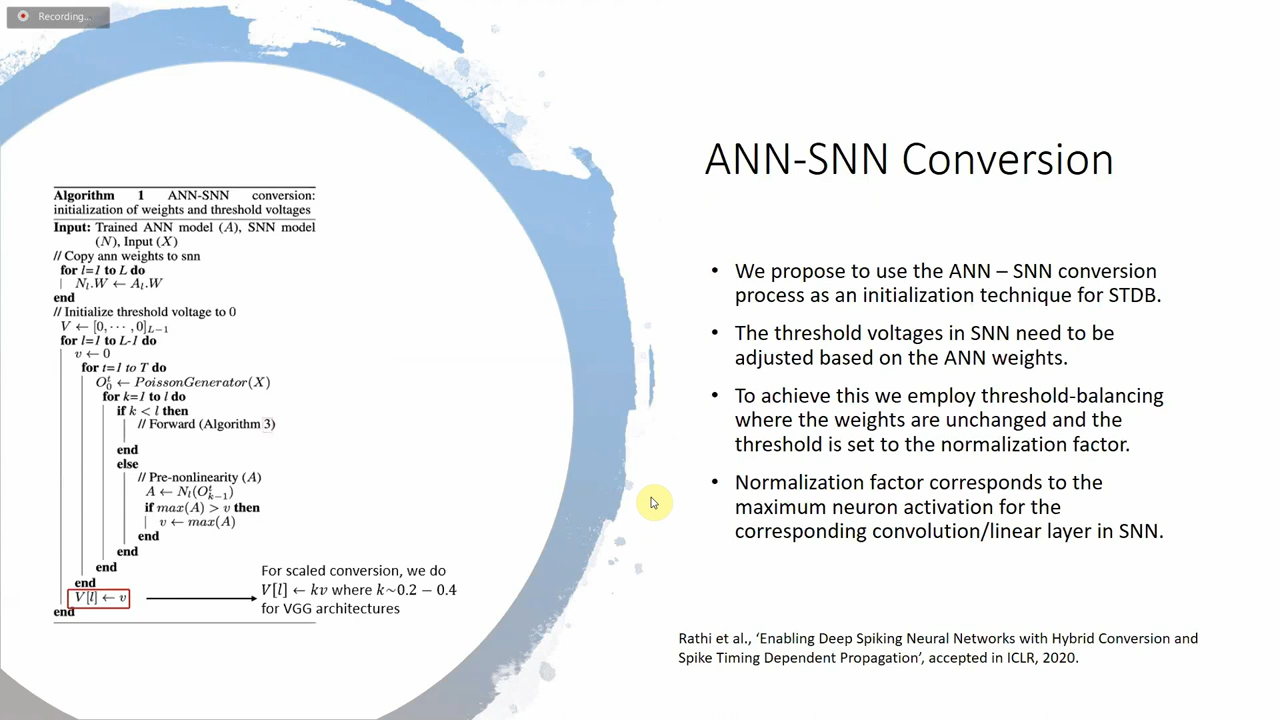 Recording...
ANN-SNN Conversion
Algorithm 1 ANN-SNN conversion:
initialization of weights and threshold voltages
Input: Trained ANN model (A), SNN model
(N), Input (X)
// Copy ann weights to snn
for l=1 to L do
N_l.W ← A_l.W
end
// Initialize threshold voltage to 0
V ← [0, ⋯ , 0]_{L−1}
for l=1 to L-1 do
v ← 0
for t=1 to T do
O_0^t ← PoissonGenerator(X)
for k=1 to l do
if k < l then
// Forward (Algorithm 3)
end
else
// Pre-nonlinearity (A)
A ← N_l(O_{k−1}^t)
if max(A) > v then
v ← max(A)
end
end
end
end
V[l] ← v
end
For scaled conversion, we do
V[l] ← kv where k~0.2 − 0.4
for VGG architectures
• We propose to use the ANN – SNN conversion
process as an initialization technique for STDB.
• The threshold voltages in SNN need to be
adjusted based on the ANN weights.
• To achieve this we employ threshold-balancing
where the weights are unchanged and the
threshold is set to the normalization factor.
• Normalization factor corresponds to the
maximum neuron activation for the
corresponding convolution/linear layer in SNN.
Rathi et al., ‘Enabling Deep Spiking Neural Networks with Hybrid Conversion and
Spike Timing Dependent Propagation’, accepted in ICLR, 2020.